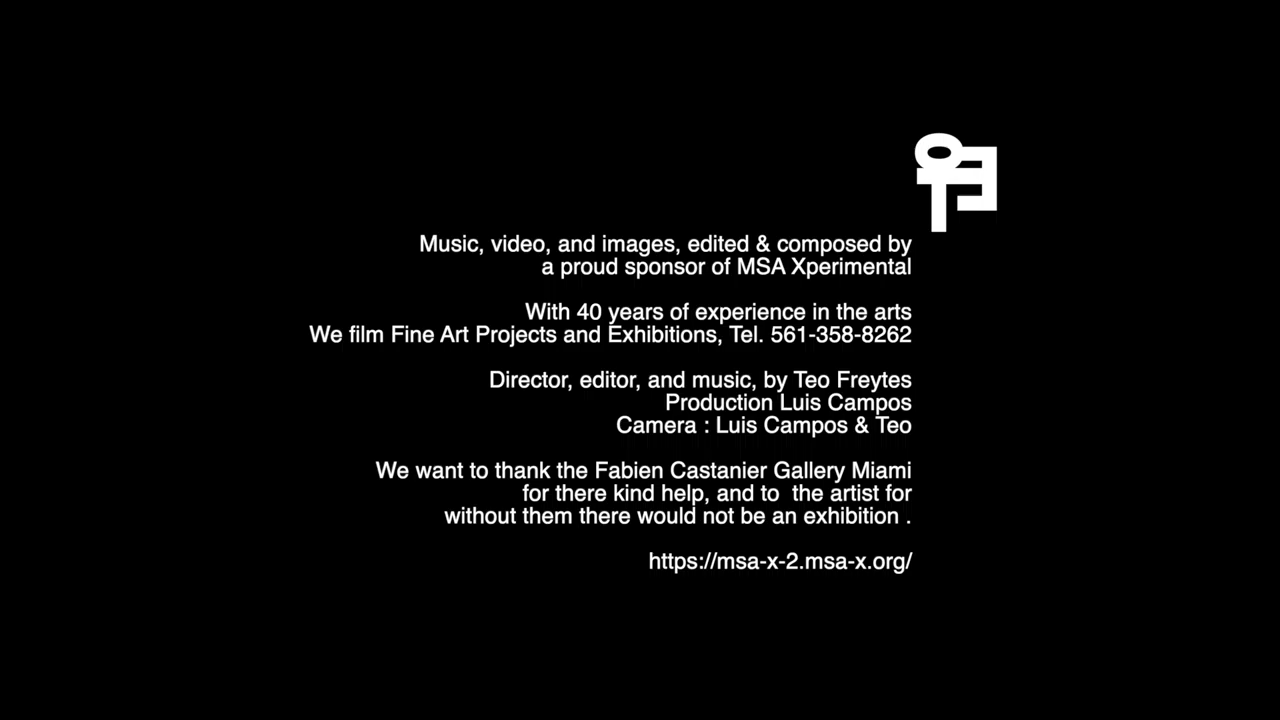 Music, video, and images, edited & composed by
a proud sponsor of MSA Xperimental
With 40 years of experience in the arts
We film Fine Art Projects and Exhibitions, Tel. 561-358-8262
Director, editor, and music, by Teo Freytes
Production Luis Campos
Camera : Luis Campos & Teo
We want to thank the Fabien Castanier Gallery Miami
for there kind help, and to  the artist for
without them there would not be an exhibition .
https://msa-x-2.msa-x.org/